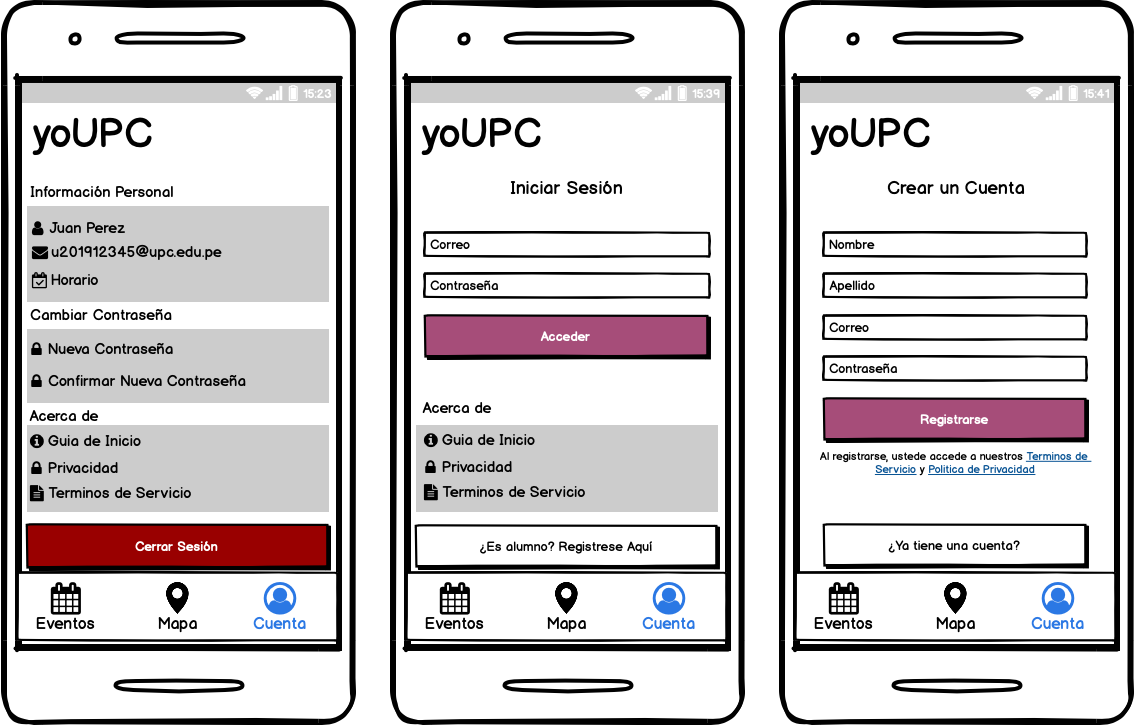 15:23
yoUPC
Información Personal
Juan Perez
u201912345@upc.edu.pe
Horario
Cambiar Contraseña
Nueva Contraseña
Confirmar Nueva Contraseña
Acerca de
Guia de Inicio
Privacidad
Terminos de Servicio
Cerrar Sesión
Eventos Mapa Cuenta
15:39
yoUPC
Iniciar Sesión
Correo
Contraseña
Acceder
Acerca de
Guia de Inicio
Privacidad
Terminos de Servicio
¿Es alumno? Registrese Aquí
Eventos Mapa Cuenta
15:41
yoUPC
Crear un Cuenta
Nombre
Apellido
Correo
Contraseña
Registrarse
Al registrarse, ustede accede a nuestros Terminos de
Servicio y Politica de Privacidad
¿Ya tiene una cuenta?
Eventos Mapa Cuenta